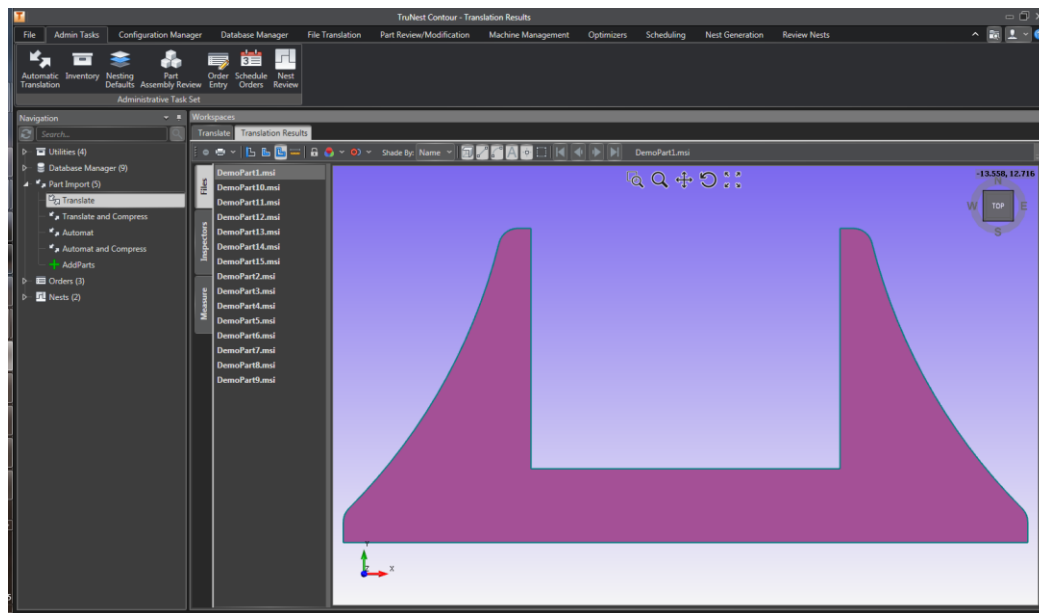 TruNest Contour - Translation Results
File Admin Tasks Configuration Manager Database Manager File Translation Part Review/Modification Machine Management Optimizers Scheduling Nest Generation Review Nests
Automatic Translation
Inventory
Nesting Defaults
Part Assembly Review
Order Entry
Schedule Orders
Nest Review
Administrative Task Set
Navigation
Search...
Utilities (4)
Database Manager (9)
Part Import (5)
Translate
Translate and Compress
Automat
Automat and Compress
AddParts
Orders (3)
Nests (2)
Workspaces
Translate Translation Results
Shade By: Name DemoPart1.msi
Files
Inspectors
Measure
DemoPart1.msi
DemoPart10.msi
DemoPart11.msi
DemoPart12.msi
DemoPart13.msi
DemoPart14.msi
DemoPart15.msi
DemoPart2.msi
DemoPart3.msi
DemoPart4.msi
DemoPart5.msi
DemoPart6.msi
DemoPart7.msi
DemoPart8.msi
DemoPart9.msi
-13.558, 12.716
N
W TOP E
S
Y
Z X